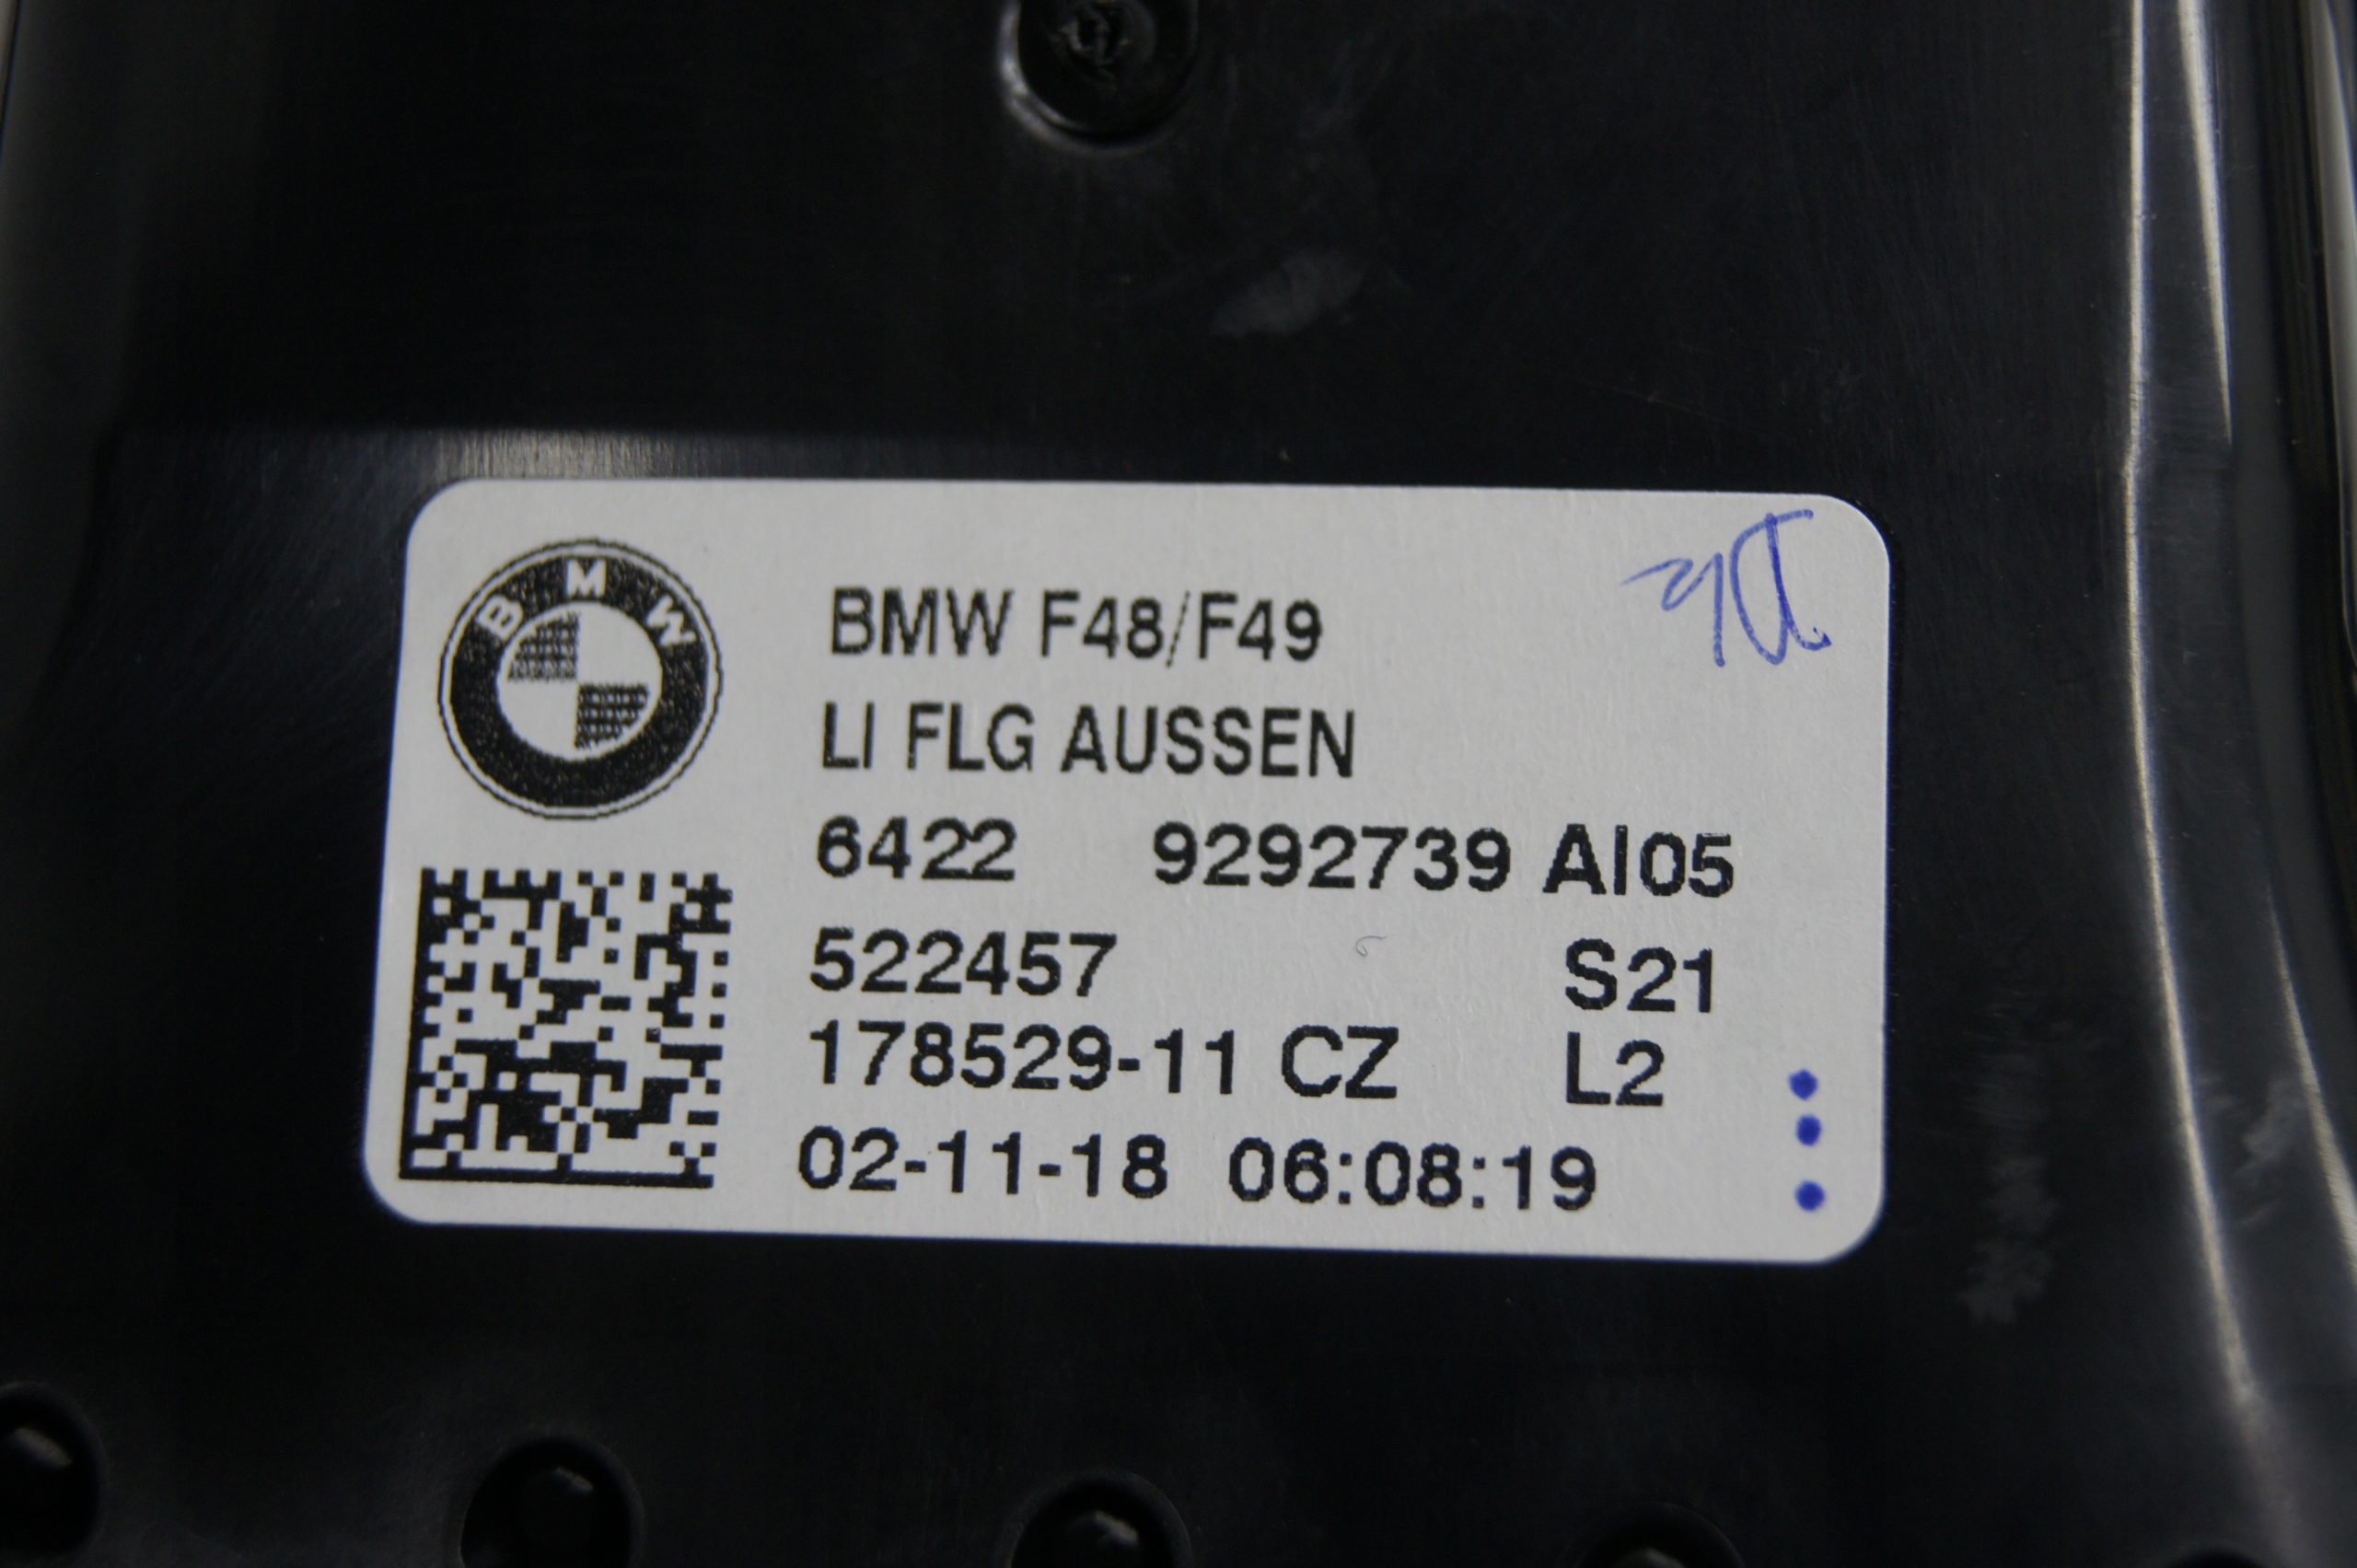 BMW
BMW F48/F49
LI FLG AUSSEN
6422 9292739 AI05
522457 S21
178529-11 CZ L2
02-11-18 06:08:19